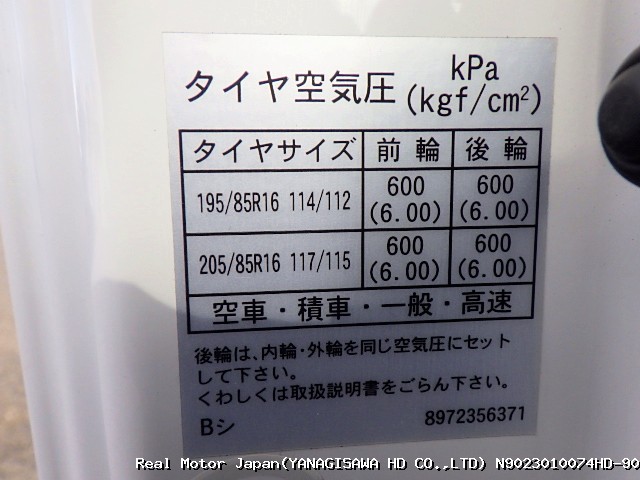 タイヤ空気圧 kPa
(kgf/cm²)
タイヤサイズ 前輪 後輪
195/85R16 114/112 600 (6.00) 600 (6.00)
205/85R16 117/115 600 (6.00) 600 (6.00)
空車・積車・一般・高速
後輪は、内輪・外輪を同じ空気圧にセット
して下さい。
くわしくは取扱説明書をごらん下さい。
Bシ 8972356371
Real Motor Japan(YANAGISAWA HD CO.,LTD) N9023010074HD-90